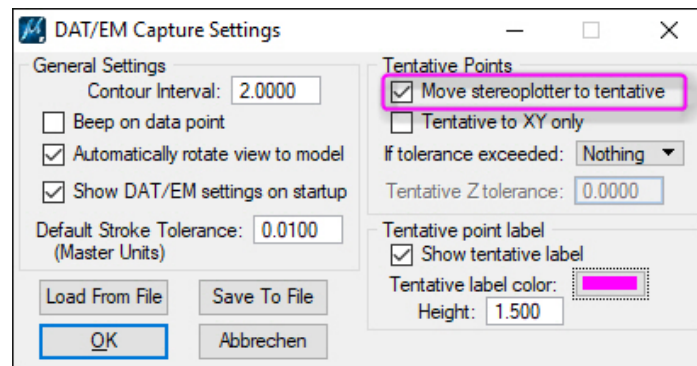 DAT/EM Capture Settings
General Settings
Contour Interval: 2.0000
Beep on data point
Automatically rotate view to model
Show DAT/EM settings on startup
Default Stroke Tolerance: 0.0100
(Master Units)
Load From File Save To File
OK Abbrechen
Tentative Points
Move stereoplotter to tentative
Tentative to XY only
If tolerance exceeded: Nothing
Tentative Z tolerance: 0.0000
Tentative point label
Show tentative label
Tentative label color:
Height: 1.500